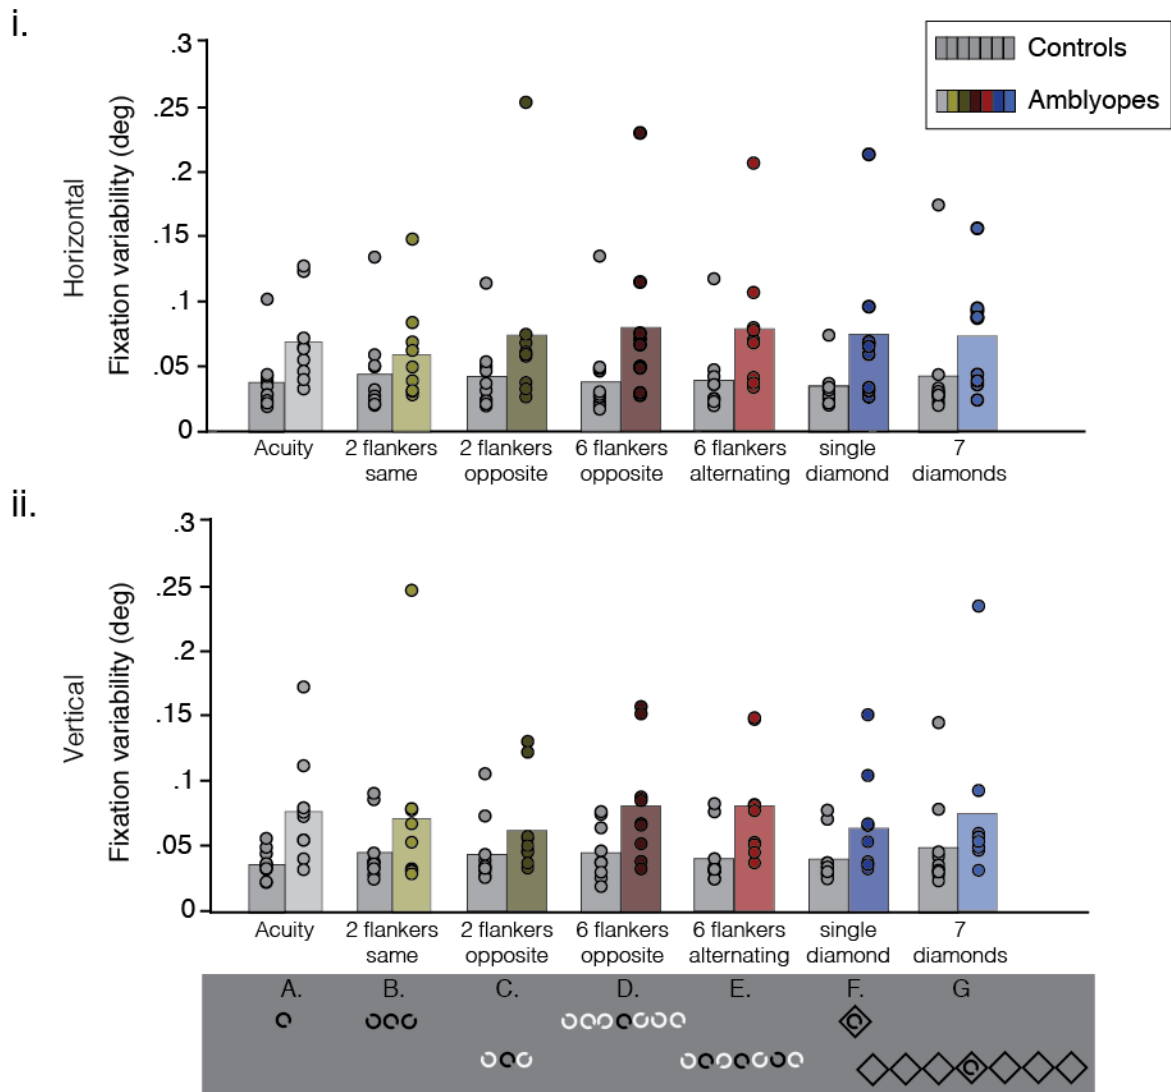 i.
Controls
Amblyopes
Horizontal
Fixation variability (deg)
.3
.25
.2
.15
.1
.05
0
Acuity
2 flankers same
2 flankers opposite
6 flankers opposite
6 flankers alternating
single diamond
7 diamonds
ii.
Vertical
Fixation variability (deg)
.3
.25
.2
.15
.1
.05
0
Acuity
2 flankers same
2 flankers opposite
6 flankers opposite
6 flankers alternating
single diamond
7 diamonds
A. B. C. D. E. F. G